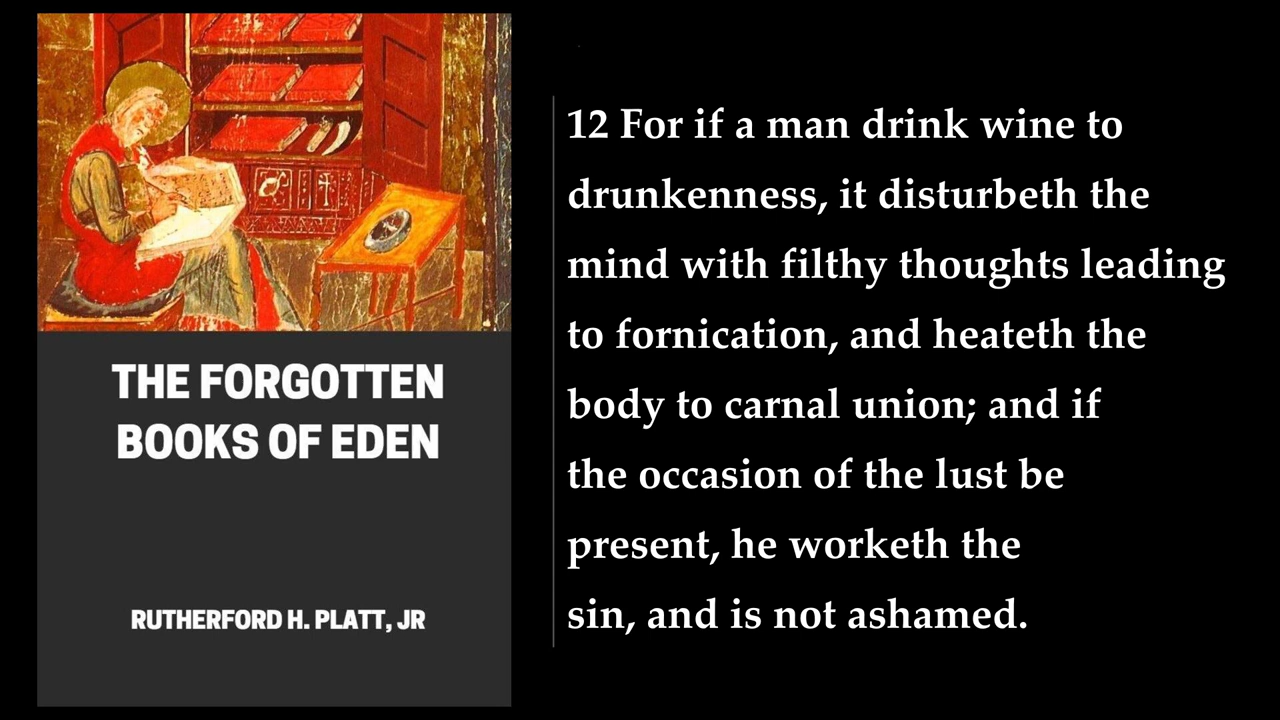 THE FORGOTTEN
BOOKS OF EDEN
RUTHERFORD H. PLATT, JR
12 For if a man drink wine to
drunkenness, it disturbeth the
mind with filthy thoughts leading
to fornication, and heateth the
body to carnal union; and if
the occasion of the lust be
present, he worketh the
sin, and is not ashamed.